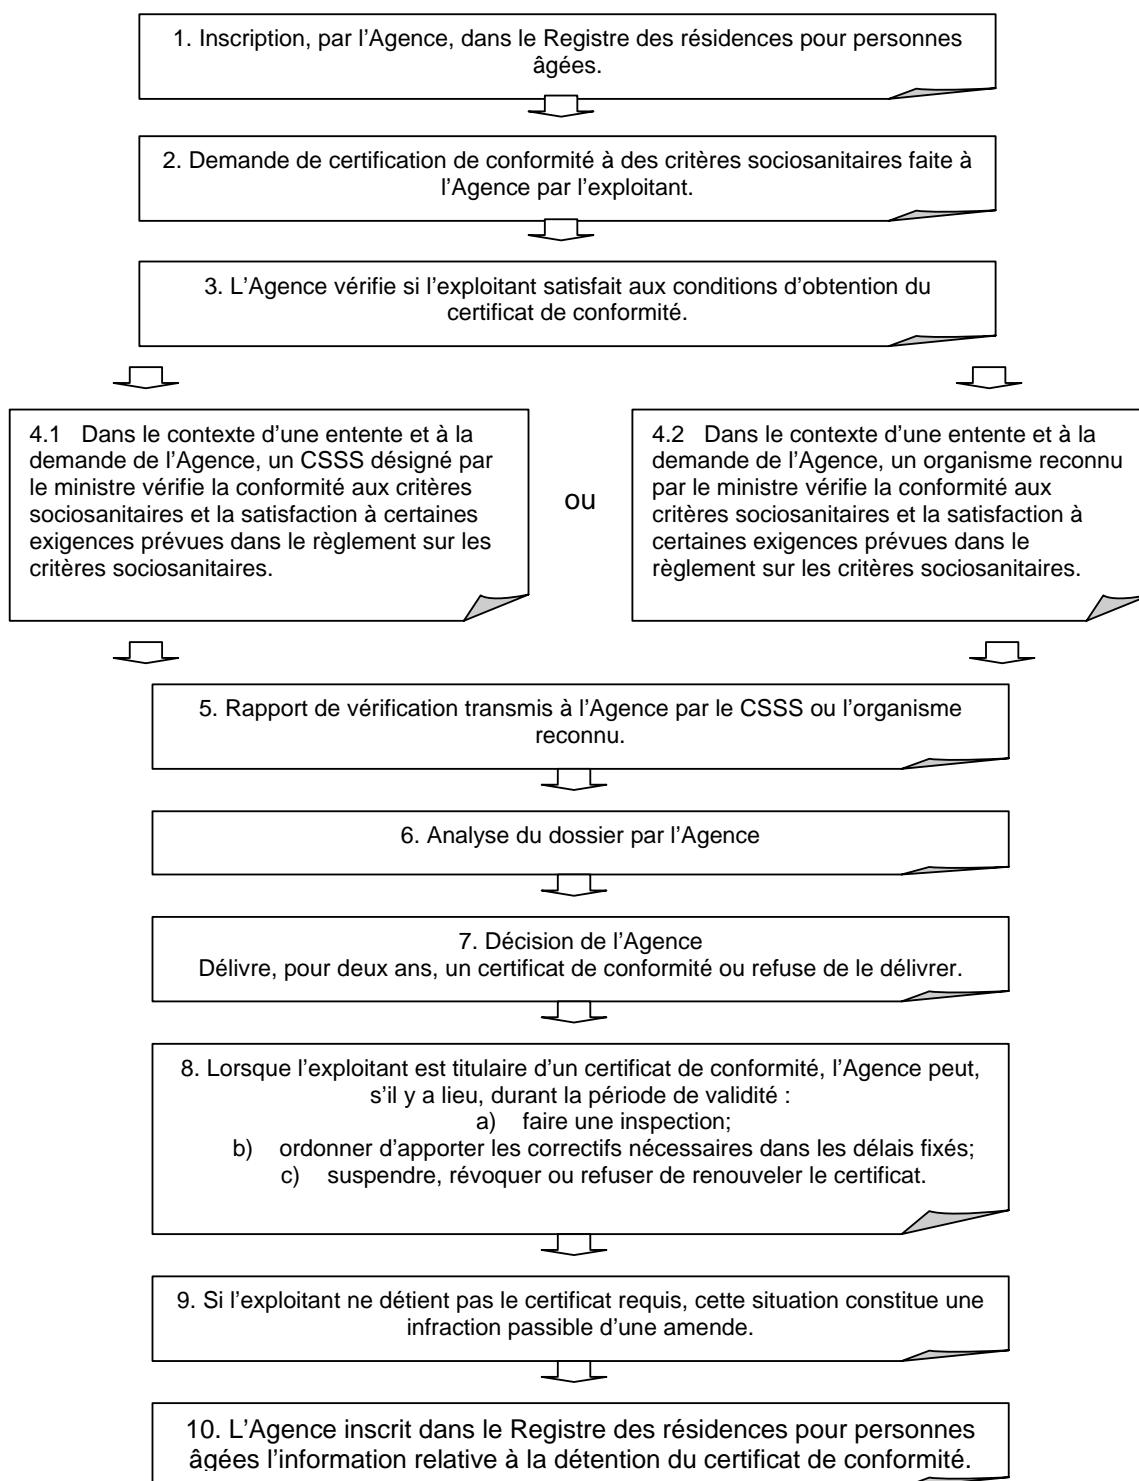 1. Inscription, par l'Agence, dans le Registre des résidences pour personnes
âgées.
2. Demande de certification de conformité à des critères sociosanitaires faite à
l'Agence par l'exploitant.
3. L'Agence vérifie si l'exploitant satisfait aux conditions d'obtention du
certificat de conformité.
4.1 Dans le contexte d'une entente et à la
demande de l'Agence, un CSSS désigné par
le ministre vérifie la conformité aux critères
sociosanitaires et la satisfaction à certaines
exigences prévues dans le règlement sur les
critères sociosanitaires.
ou
4.2 Dans le contexte d'une entente et à la
demande de l'Agence, un organisme reconnu
par le ministre vérifie la conformité aux
critères sociosanitaires et la satisfaction à
certaines exigences prévues dans le
règlement sur les critères sociosanitaires.
5. Rapport de vérification transmis à l'Agence par le CSSS ou l'organisme
reconnu.
6. Analyse du dossier par l'Agence
7. Décision de l'Agence
Délivre, pour deux ans, un certificat de conformité ou refuse de le délivrer.
8. Lorsque l'exploitant est titulaire d'un certificat de conformité, l'Agence peut,
s'il y a lieu, durant la période de validité :
a) faire une inspection;
b) ordonner d'apporter les correctifs nécessaires dans les délais fixés;
c) suspendre, révoquer ou refuser de renouveler le certificat.
9. Si l'exploitant ne détient pas le certificat requis, cette situation constitue une
infraction passible d'une amende.
10. L'Agence inscrit dans le Registre des résidences pour personnes
âgées l'information relative à la détention du certificat de conformité.